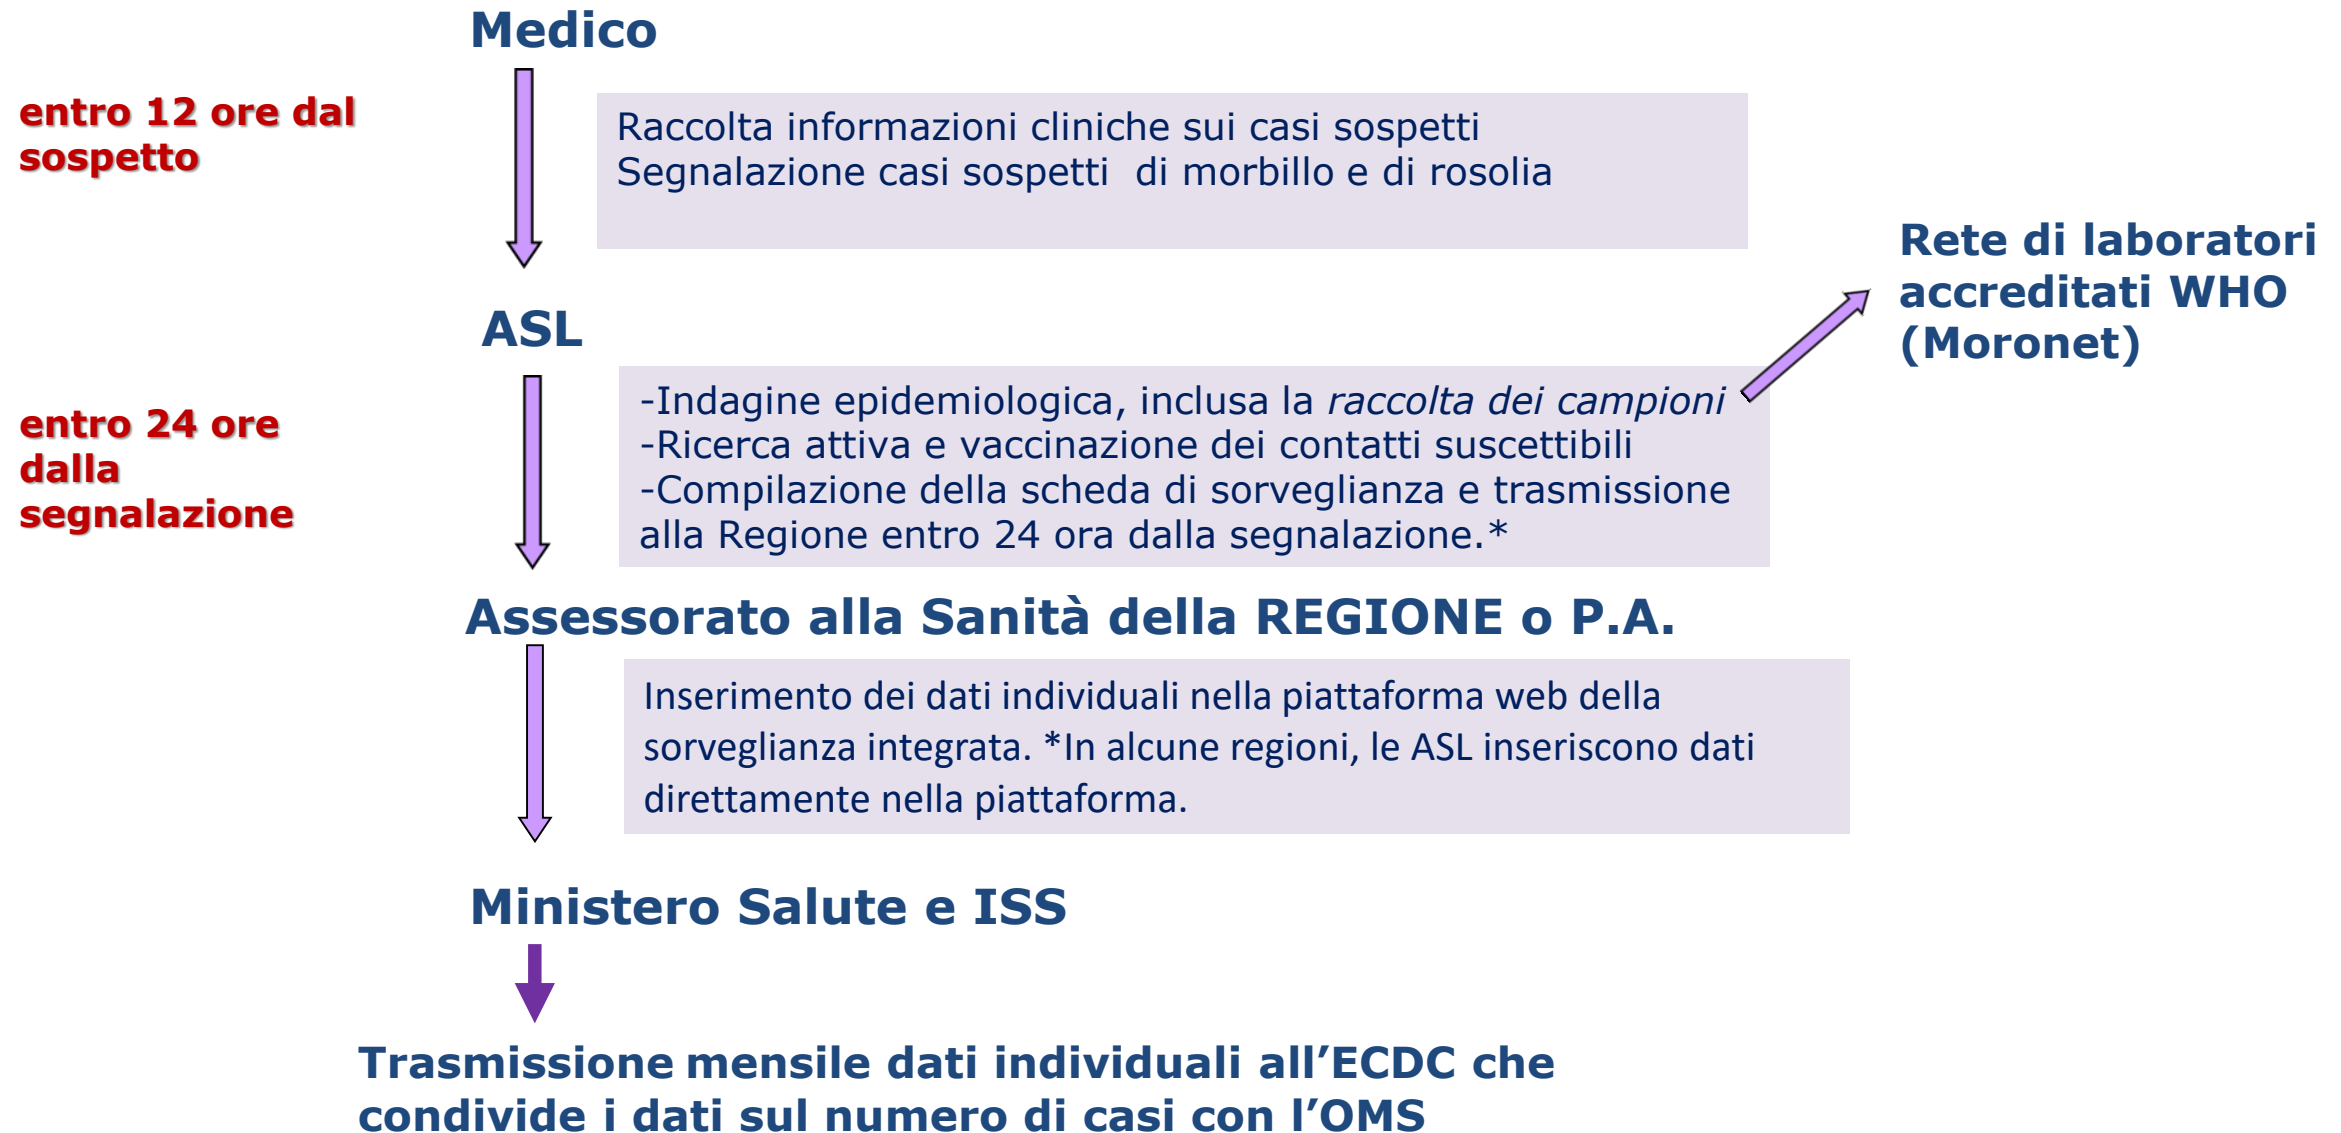 Medico
entro 12 ore dal
sospetto
Raccolta informazioni cliniche sui casi sospetti
Segnalazione casi sospetti di morbillo e di rosolia
Rete di laboratori
accreditati WHO
(Moronet)
ASL
entro 24 ore
dalla
segnalazione
-Indagine epidemiologica, inclusa la raccolta dei campioni
-Ricerca attiva e vaccinazione dei contatti suscettibili
-Compilazione della scheda di sorveglianza e trasmissione
alla Regione entro 24 ora dalla segnalazione.*
Assessorato alla Sanità della REGIONE o P.A.
Inserimento dei dati individuali nella piattaforma web della
sorveglianza integrata. *In alcune regioni, le ASL inseriscono dati
direttamente nella piattaforma.
Ministero Salute e ISS
Trasmissione mensile dati individuali all’ECDC che
condivide i dati sul numero di casi con l’OMS